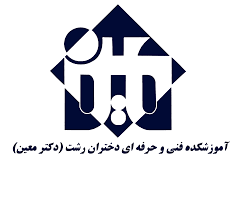 آموزشکده فنی و حرفه ای دختران رشت (دکتر معین)